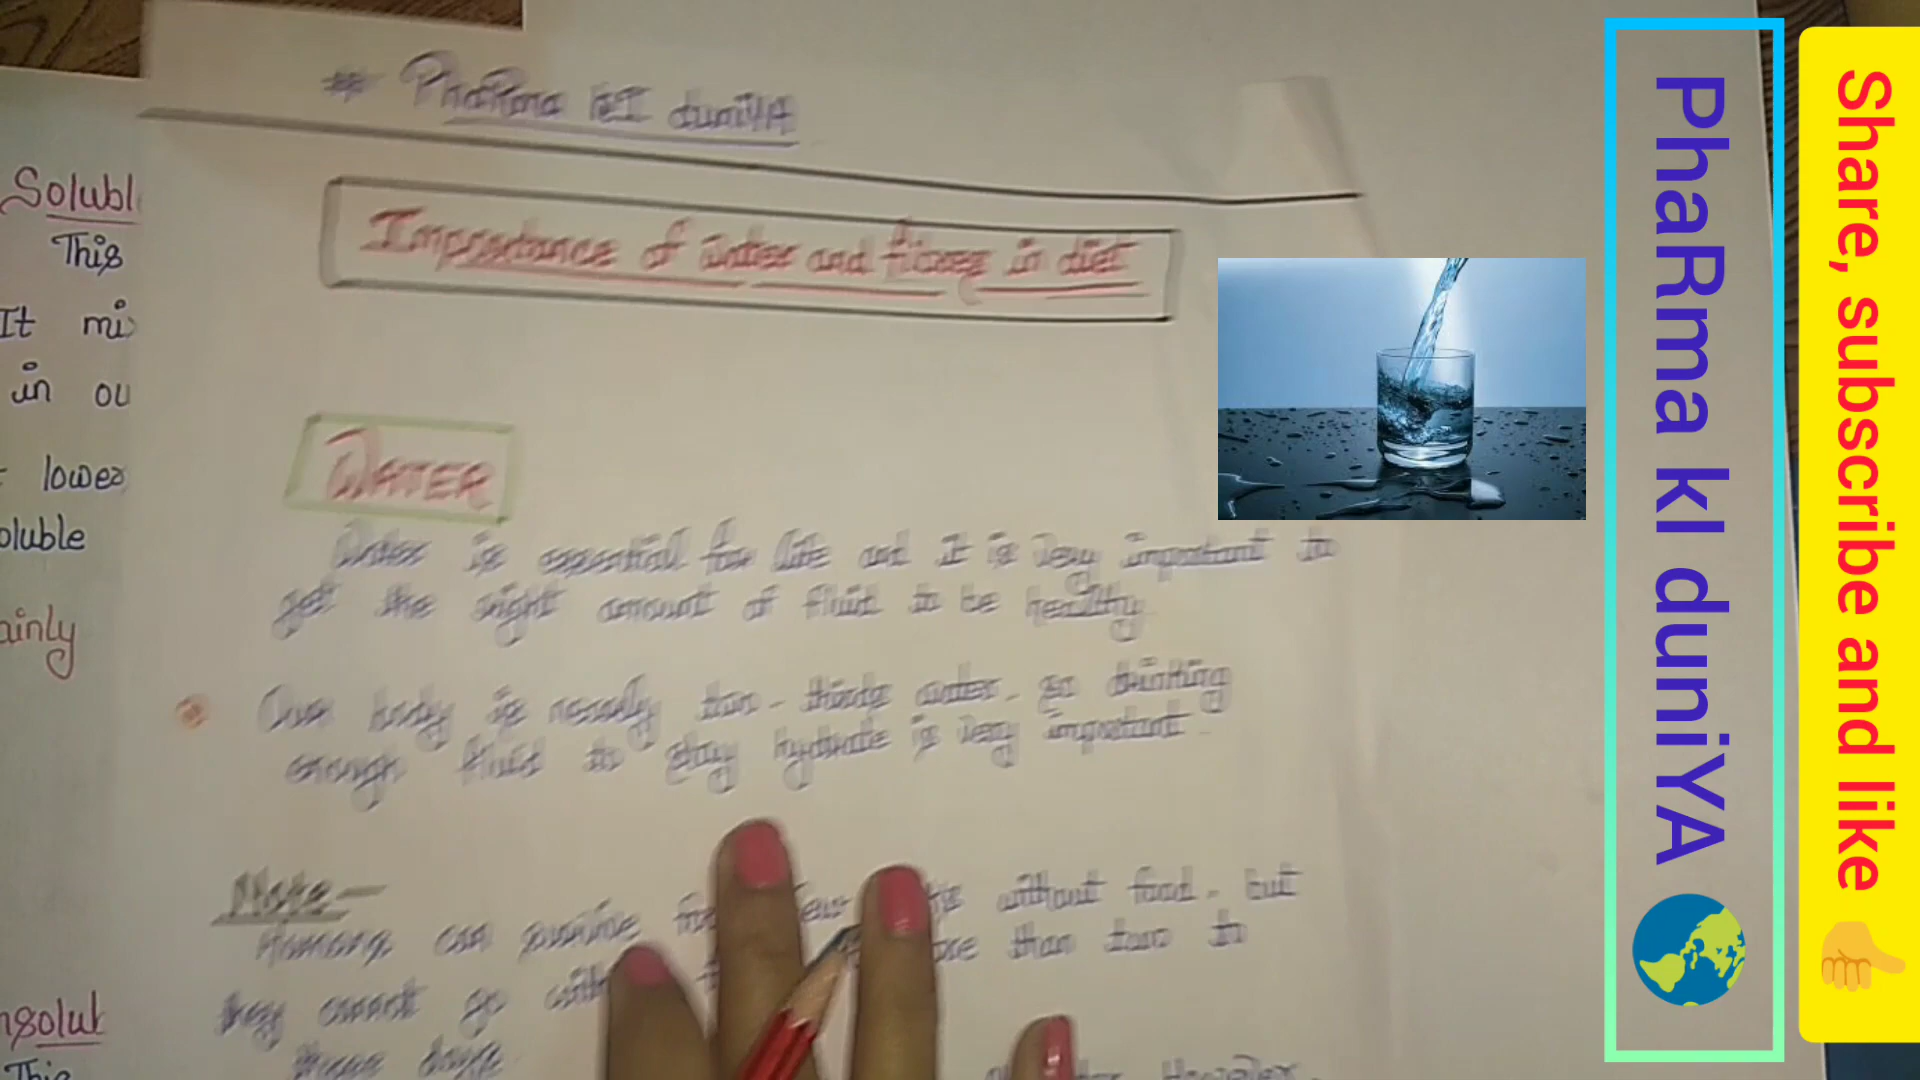 * PhaRma kI duniYA
Importance of water and fibres in diet
WATER
Water is essential for life and it is very important to
get the right amount of fluid to be healthy
Our body is nearly two-thirds water. so drinking
enough fluid to stay hydrate is very important.
Note-
Humans can survive for few without food. but
they cannot go than two to
three days.
However.
Solubl
This
It mi
in ou
lower
oluble
ainly
nsolub
This
PhaRma kI duniYA
Share, subscribe and like